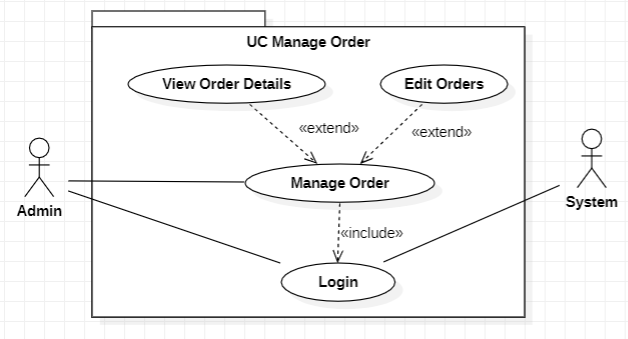 UC Manage Order
View Order Details
Edit Orders
«extend»
«extend»
Manage Order
Admin
System
«include»
Login